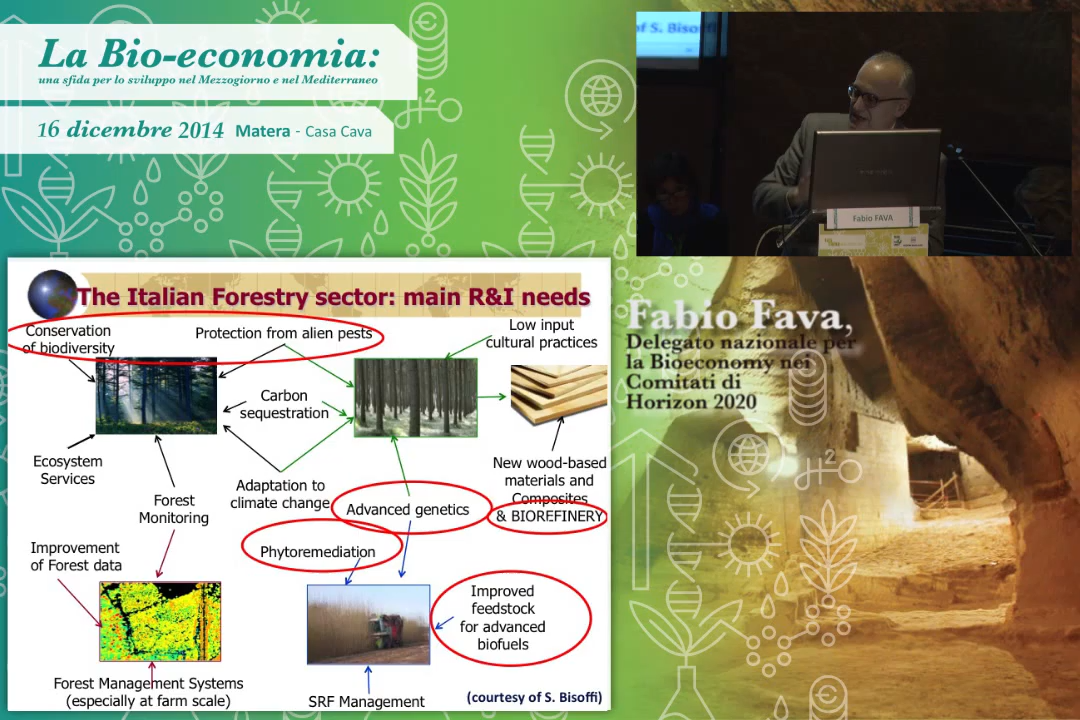 La Bio-economia:
una sfida per lo sviluppo nel Mezzogiorno e nel Mediterraneo
16 dicembre 2014 Matera - Casa Cava
of S. Biso
Fabio FAVA
The Italian Forestry sector: main R&I needs
Conservation
of biodiversity
Protection from alien pests
Low input
cultural practices
Carbon
sequestration
Ecosystem
Services
Adaptation to
climate change
New wood-based
materials and
Composites
& BIOREFINERY
Forest
Monitoring
Advanced genetics
Improvement
of Forest data
Phytoremediation
Improved
feedstock
for advanced
biofuels
Forest Management Systems
(especially at farm scale)
SRF Management
(courtesy of S. Bisoffi)
Fabio Fava,
Delegato nazionale per
la Bioeconomy nei
Comitati di
Horizon 2020
H2
2